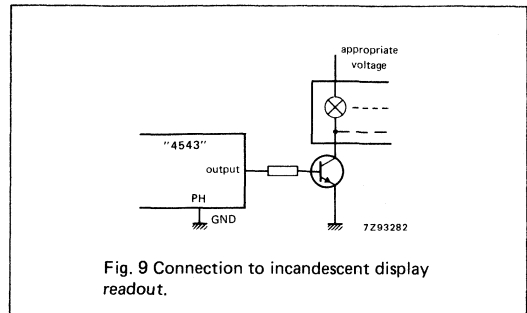 appropriate
voltage
"4543"
output
PH
GND
7Z93282
Fig. 9 Connection to incandescent display
readout.